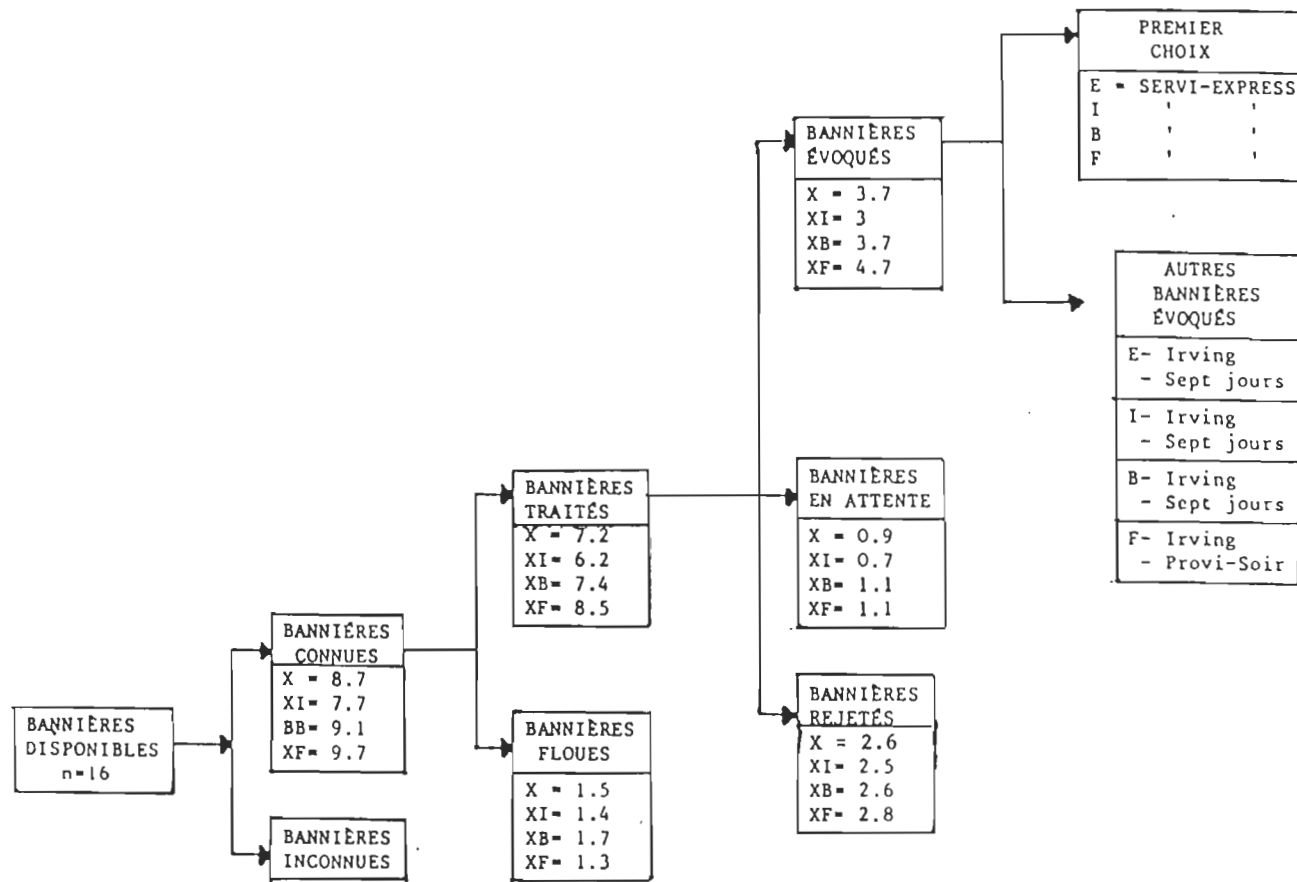 PREMIER
CHOIX
E = SERVI-EXPRESS
I ' '
B ' '
F ' '
BANNIÈRES
ÉVOQUÉS
X = 3.7
XI= 3
XB= 3.7
XF= 4.7
AUTRES
BANNIÈRES
ÉVOQUÉS
E- Irving
- Sept jours
I- Irving
- Sept jours
B- Irving
- Sept jours
F- Irving
- Provi-Soir
BANNIÈRES
TRAITÉS
X = 7.2
XI= 6.2
XB= 7.4
XF= 8.5
BANNIÈRES
EN ATTENTE
X = 0.9
XI= 0.7
XB= 1.1
XF= 1.1
BANNIÉRES
CONNUES
X = 8.7
XI= 7.7
BB= 9.1
XF= 9.7
BANNIÈRES
REJETÉS
X = 2.6
XI= 2.5
XB= 2.6
XF= 2.8
BANNIÈRES
DISPONIBLES
n=16
BANNIÈRES
FLOUES
X = 1.5
XI= 1.4
XB= 1.7
XF= 1.3
BANNIÈRES
INCONNUES